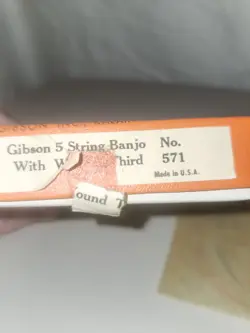 Gibson 5 String Banjo No.
With Third 571
Made in U.S.A.
ound T